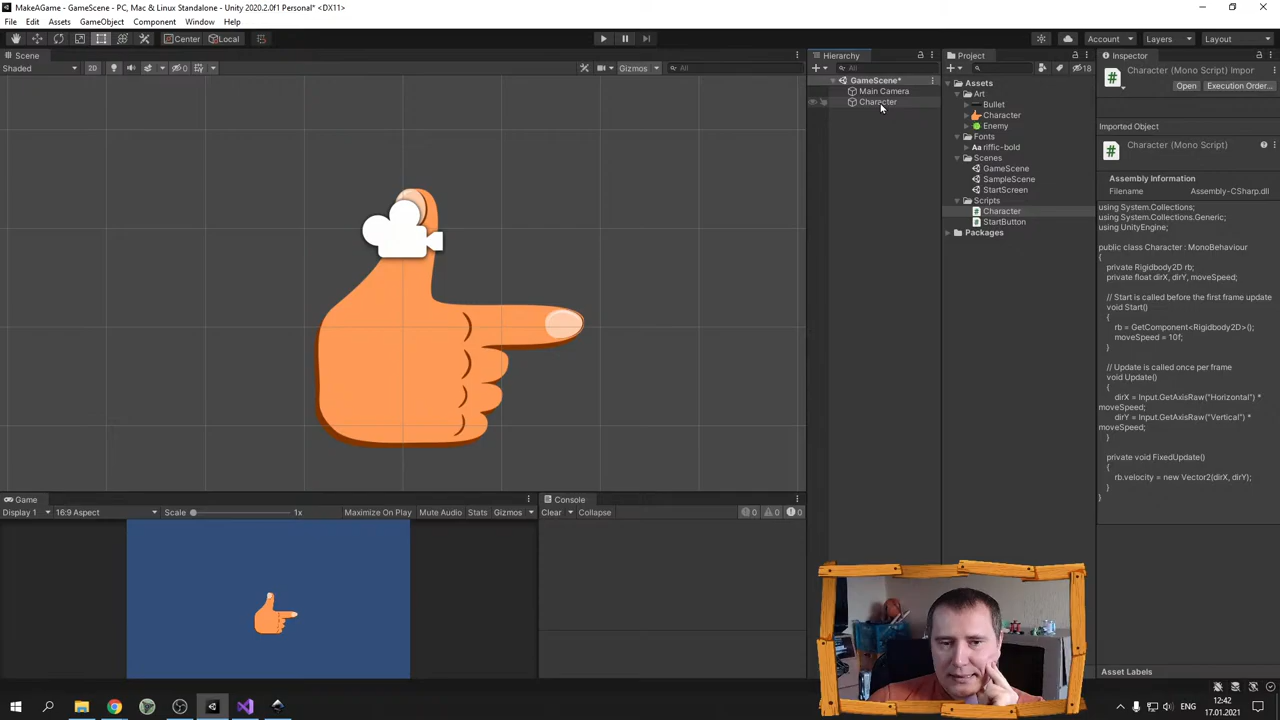 MakeAGame - GameScene - PC, Mac & Linux Standalone - Unity 2020.2.0f1 Personal* <DX11>
File Edit Assets GameObject Component Window Help
Center Local Account Layers Layout
Scene
Shaded 2D 0 Gizmos All
Hierarchy
All
GameScene*
Main Camera
Character
Project
18
Assets
Art
Bullet
Character
Enemy
Fonts
Aa riffic-bold
Scenes
GameScene
SampleScene
StartScreen
Scripts
# Character
# StartButton
Packages
Inspector
# Character (Mono Script) Impor
Open Execution Order...
Imported Object
# Character (Mono Script)
Assembly Information
Filename Assembly-CSharp.dll
using System.Collections;
using System.Collections.Generic;
using UnityEngine;
public class Character : MonoBehaviour
{
private Rigidbody2D rb;
private float dirX, dirY, moveSpeed;
// Start is called before the first frame update
void Start()
{
rb = GetComponent<Rigidbody2D>();
moveSpeed = 10f;
}
// Update is called once per frame
void Update()
{
dirX = Input.GetAxisRaw("Horizontal") *
moveSpeed;
dirY = Input.GetAxisRaw("Vertical") *
moveSpeed;
}
private void FixedUpdate()
{
rb.velocity = new Vector2(dirX, dirY);
}
}
Asset Labels
Game
Display 1 16:9 Aspect Scale 1x Maximize On Play Mute Audio Stats Gizmos
Console
Clear Collapse 0 0 0
12:42
17.01.2021